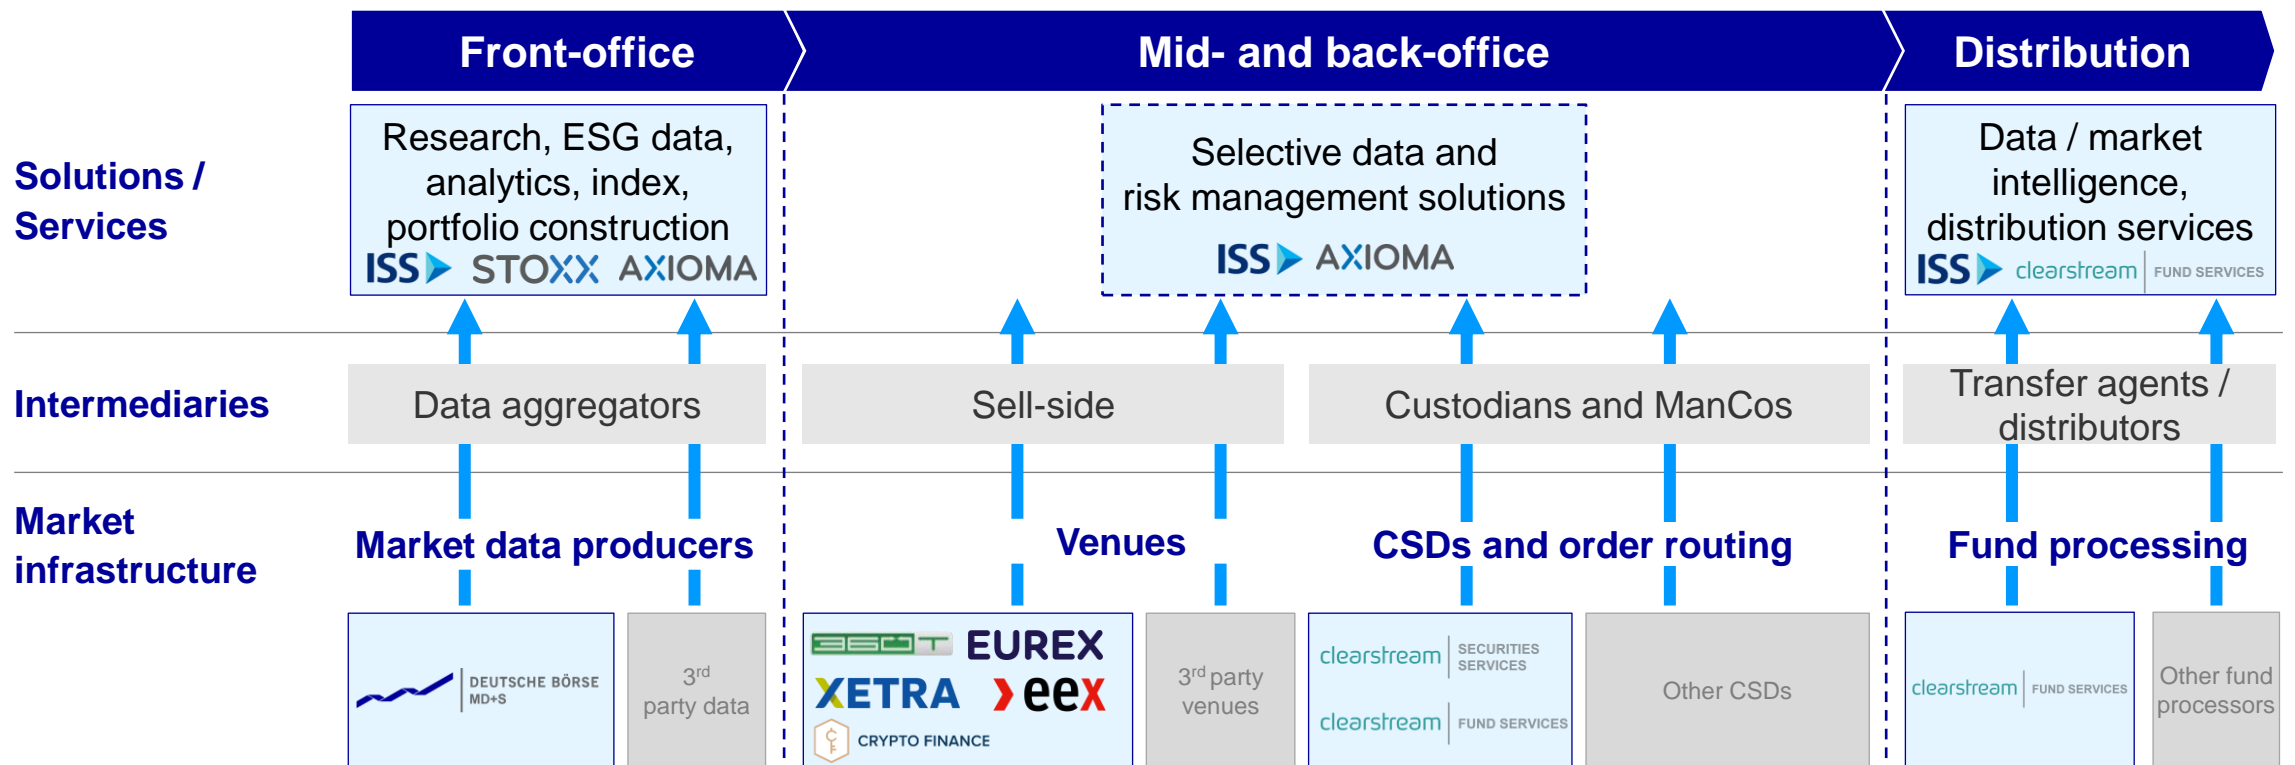 Front-office
Mid- and back-office
Distribution
Solutions /
Services
Research, ESG data,
analytics, index,
portfolio construction
ISS STOXX AXIOMA
Selective data and
risk management solutions
ISS AXIOMA
Data / market
intelligence,
distribution services
ISS clearstream FUND SERVICES
Intermediaries
Data aggregators
Sell-side
Custodians and ManCos
Transfer agents /
distributors
Market
infrastructure
Market data producers
Venues
CSDs and order routing
Fund processing
DEUTSCHE BÖRSE
MD+S
3rd
party data
360T EUREX
XETRA eex
CRYPTO FINANCE
3rd party
venues
clearstream SECURITIES
SERVICES
clearstream FUND SERVICES
Other CSDs
clearstream FUND SERVICES
Other fund
processors